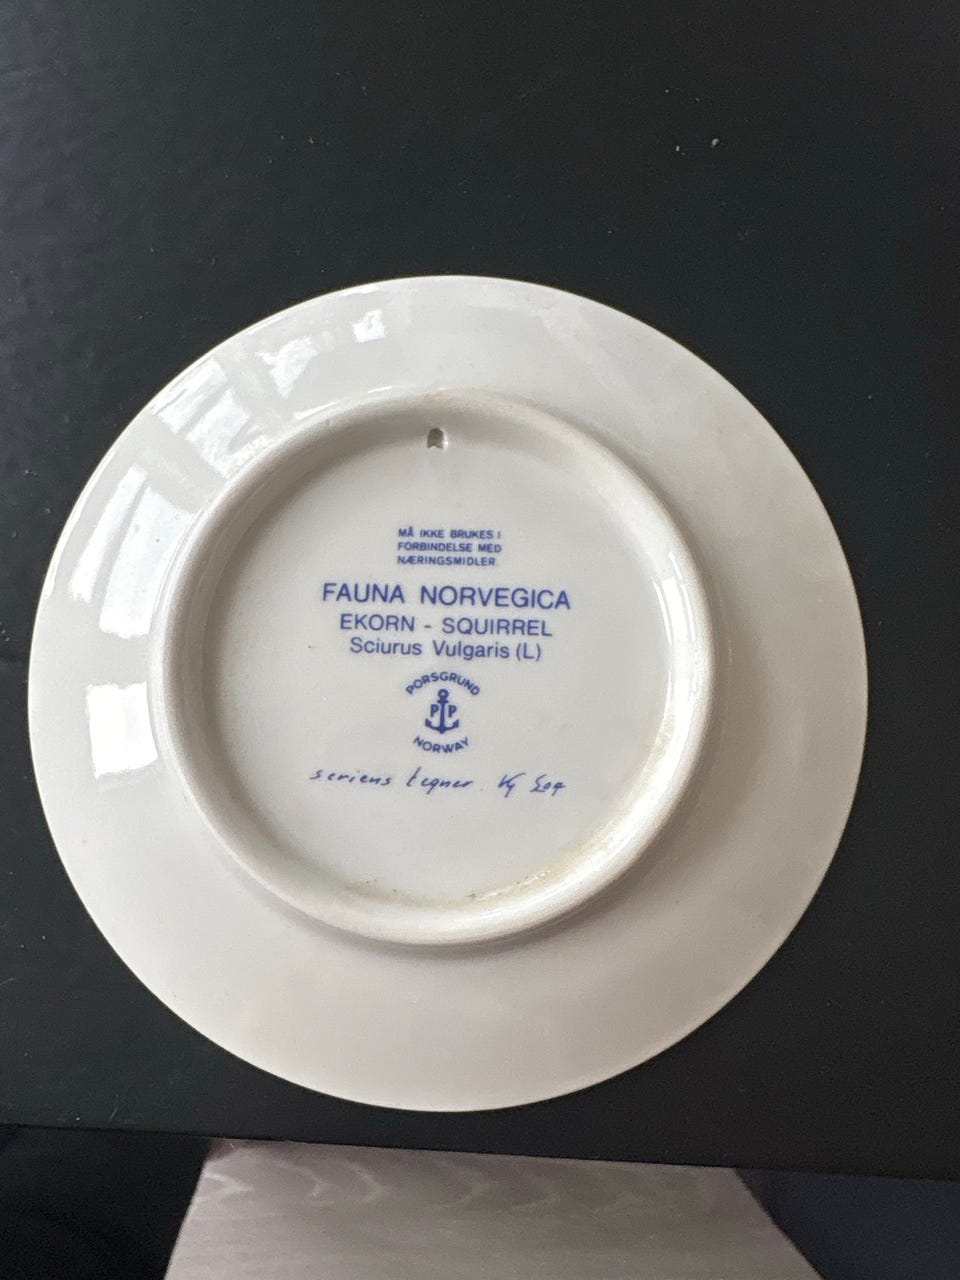 MÅ IKKE BRUKES I
FORBINDELSE MED
NÆRINGSMIDLER.
FAUNA NORVEGICA
EKORN - SQUIRREL
Sciurus Vulgaris (L)
PORSGRUND
PP
NORWAY
seriens tegner.